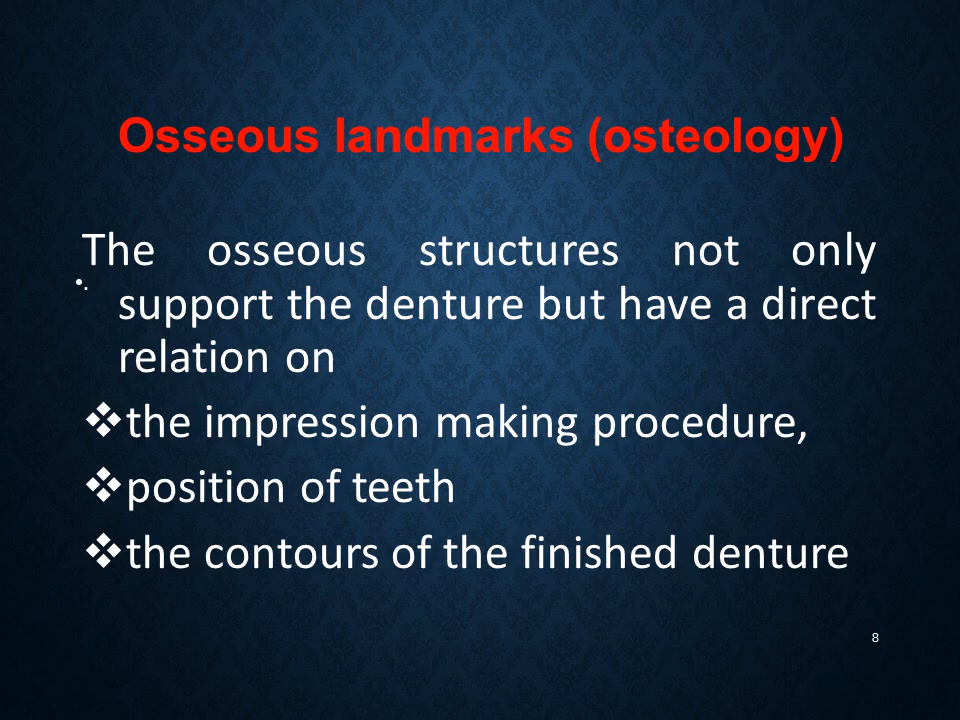 Osseous landmarks (osteology)
The osseous structures not only
• .
support the denture but have a direct
relation on
❖the impression making procedure,
❖position of teeth
❖the contours of the finished denture
8